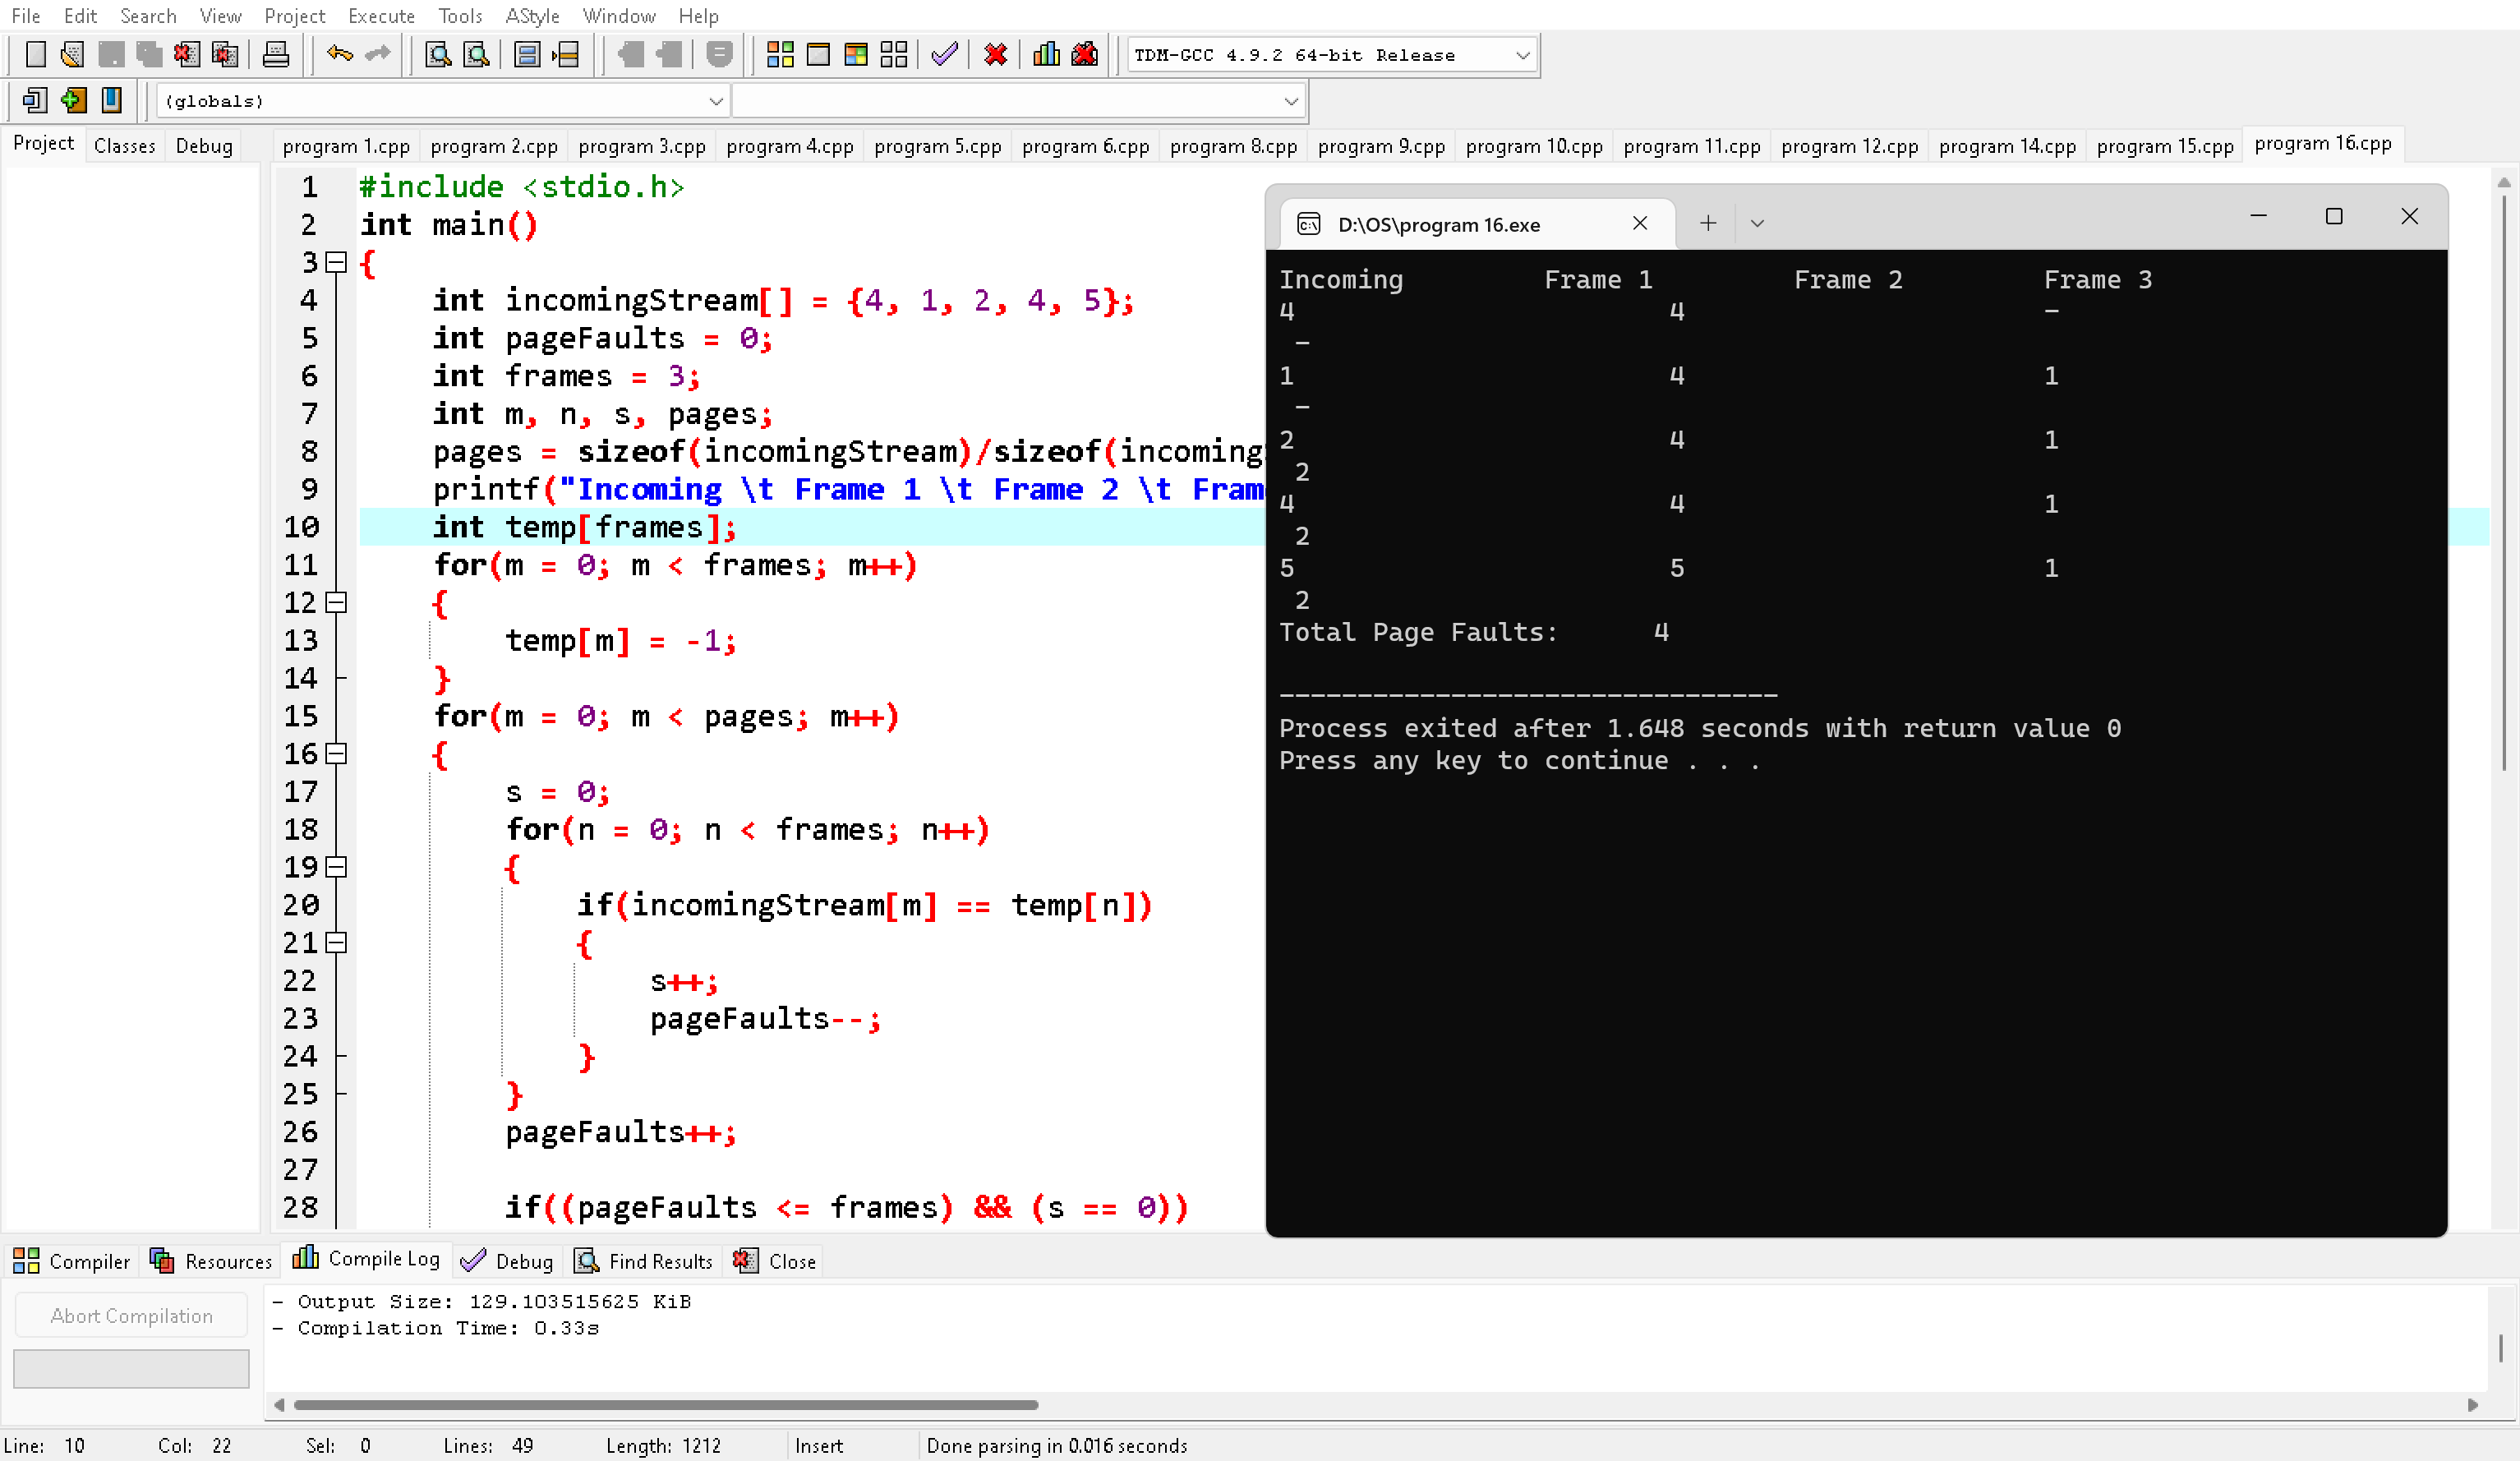 File Edit Search View Project Execute Tools AStyle Window Help
TDM-GCC 4.9.2 64-bit Release
(globals)
Project Classes Debug
program 1.cpp program 2.cpp program 3.cpp program 4.cpp program 5.cpp program 6.cpp program 8.cpp program 9.cpp program 10.cpp program 11.cpp program 12.cpp program 14.cpp program 15.cpp program 16.cpp
1 #include <stdio.h>
2 int main()
3 {
4 int incomingStream[] = {4, 1, 2, 4, 5};
5 int pageFaults = 0;
6 int frames = 3;
7 int m, n, s, pages;
8 pages = sizeof(incomingStream)/sizeof(incoming
9 printf("Incoming \t Frame 1 \t Frame 2 \t Fram
10 int temp[frames];
11 for(m = 0; m < frames; m++)
12 {
13 temp[m] = -1;
14 }
15 for(m = 0; m < pages; m++)
16 {
17 s = 0;
18 for(n = 0; n < frames; n++)
19 {
20 if(incomingStream[m] == temp[n])
21 {
22 s++;
23 pageFaults--;
24 }
25 }
26 pageFaults++;
27
28 if((pageFaults <= frames) && (s == 0))
D:\OS\program 16.exe
Incoming Frame 1 Frame 2 Frame 3
4 4 -
-
1 4 1
-
2 4 1
2
4 4 1
2
5 5 1
2
Total Page Faults: 4
--------------------------------
Process exited after 1.648 seconds with return value 0
Press any key to continue . . .
Compiler Resources Compile Log Debug Find Results Close
Abort Compilation
- Output Size: 129.103515625 KiB
- Compilation Time: 0.33s
Line: 10 Col: 22 Sel: 0 Lines: 49 Length: 1212 Insert Done parsing in 0.016 seconds